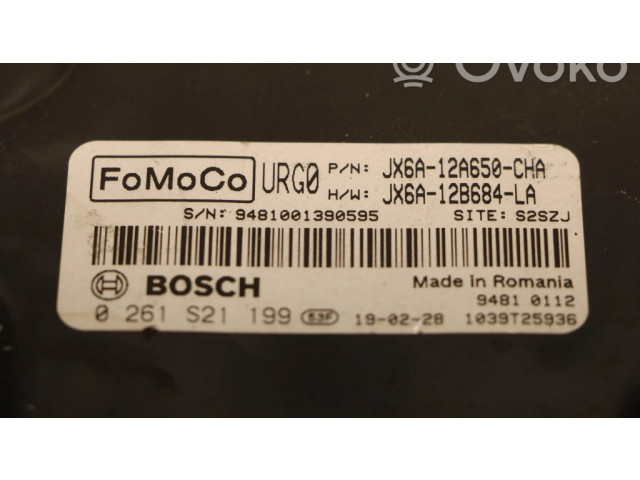 Ovoko
FoMoCo URG0 P/N: JX6A-12A650-CHA
H/W: JX6A-12B684-LA
S/N: 9481001390595 SITE: S2SZJ
BOSCH Made in Romania
9481 0112
0 261 S21 199 53F 19-02-28 1039T25936